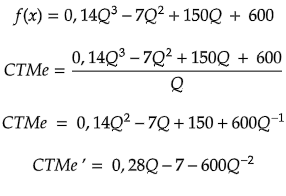 f(x) = 0,14Q³ − 7Q² + 150Q + 600
CTMe = \frac{0,14Q³ − 7Q² + 150Q + 600}{Q}
CTMe = 0,14Q² − 7Q + 150 + 600Q⁻¹
CTMe ′ = 0,28Q − 7 − 600Q⁻²